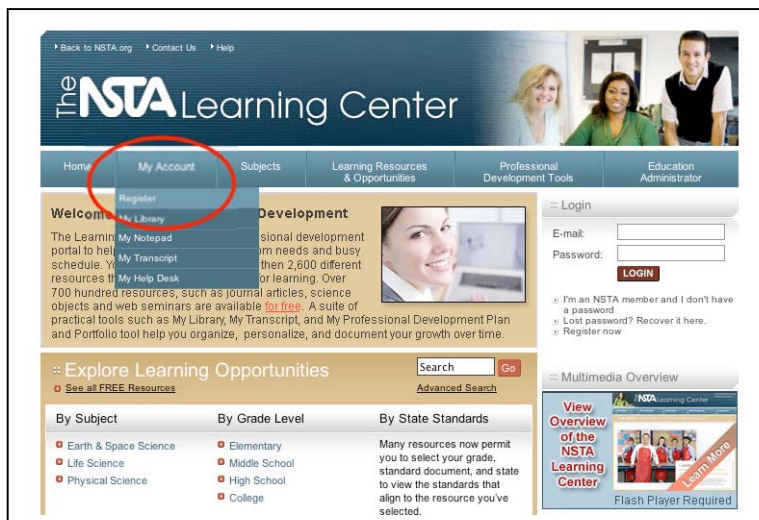 Back to NSTA.org Contact Us Help
The NSTA Learning Center
Home My Account Subjects Learning Resources & Opportunities Professional Development Tools Education Administrator
Register
My Library
My Notepad
My Transcript
My Help Desk
Welcome Development
The Learnin sional development
portal to help om needs and busy
schedule. Yo then 2,600 different
resources th or learning. Over
700 hundred resources, such as journal articles, science
objects and web seminars are available for free. A suite of
practical tools such as My Library, My Transcript, and My Professional Development Plan
and Portfolio tool help you organize, personalize, and document your growth over time.
:: Login
E-mail:
Password:
LOGIN
I'm an NSTA member and I don't have
a password
Lost password? Recover it here.
Register now
:: Explore Learning Opportunities
See all FREE Resources
Search Go
Advanced Search
By Subject
Earth & Space Science
Life Science
Physical Science
By Grade Level
Elementary
Middle School
High School
College
By State Standards
Many resources now permit
you to select your grade,
standard document, and state
to view the standards that
align to the resource you've
selected.
:: Multimedia Overview
View
Overview
of the
NSTA
Learning
Center
NSTA Learning Center
Learn More
Flash Player Required